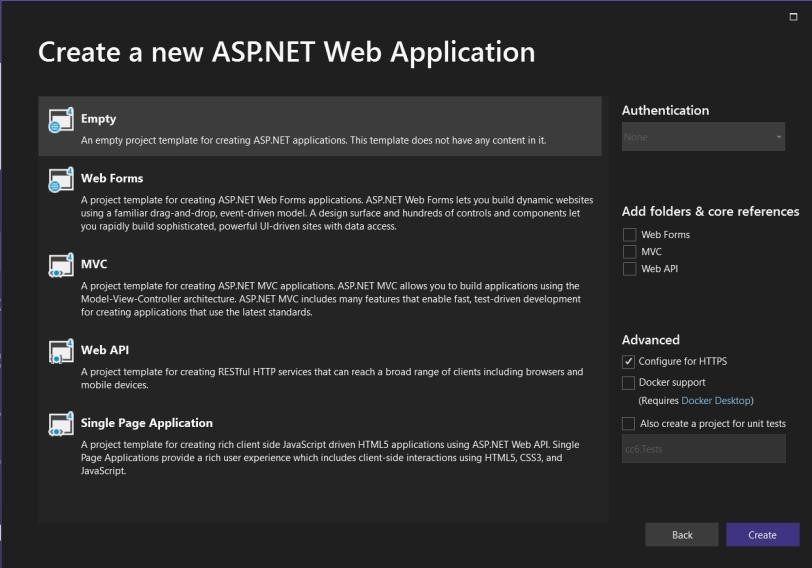 Create a new ASP.NET Web Application
Empty
An empty project template for creating ASP.NET applications. This template does not have any content in it.
Web Forms
A project template for creating ASP.NET Web Forms applications. ASP.NET Web Forms lets you build dynamic websites
using a familiar drag-and-drop, event-driven model. A design surface and hundreds of controls and components let
you rapidly build sophisticated, powerful UI-driven sites with data access.
MVC
A project template for creating ASP.NET MVC applications. ASP.NET MVC allows you to build applications using the
Model-View-Controller architecture. ASP.NET MVC includes many features that enable fast, test-driven development
for creating applications that use the latest standards.
Web API
A project template for creating RESTful HTTP services that can reach a broad range of clients including browsers and
mobile devices.
Single Page Application
A project template for creating rich client side JavaScript driven HTML5 applications using ASP.NET Web API. Single
Page Applications provide a rich user experience which includes client-side interactions using HTML5, CSS3, and
JavaScript.
Authentication
None
Add folders & core references
Web Forms
MVC
Web API
Advanced
Configure for HTTPS
Docker support
(Requires Docker Desktop)
Also create a project for unit tests
cc6.Tests
Back
Create